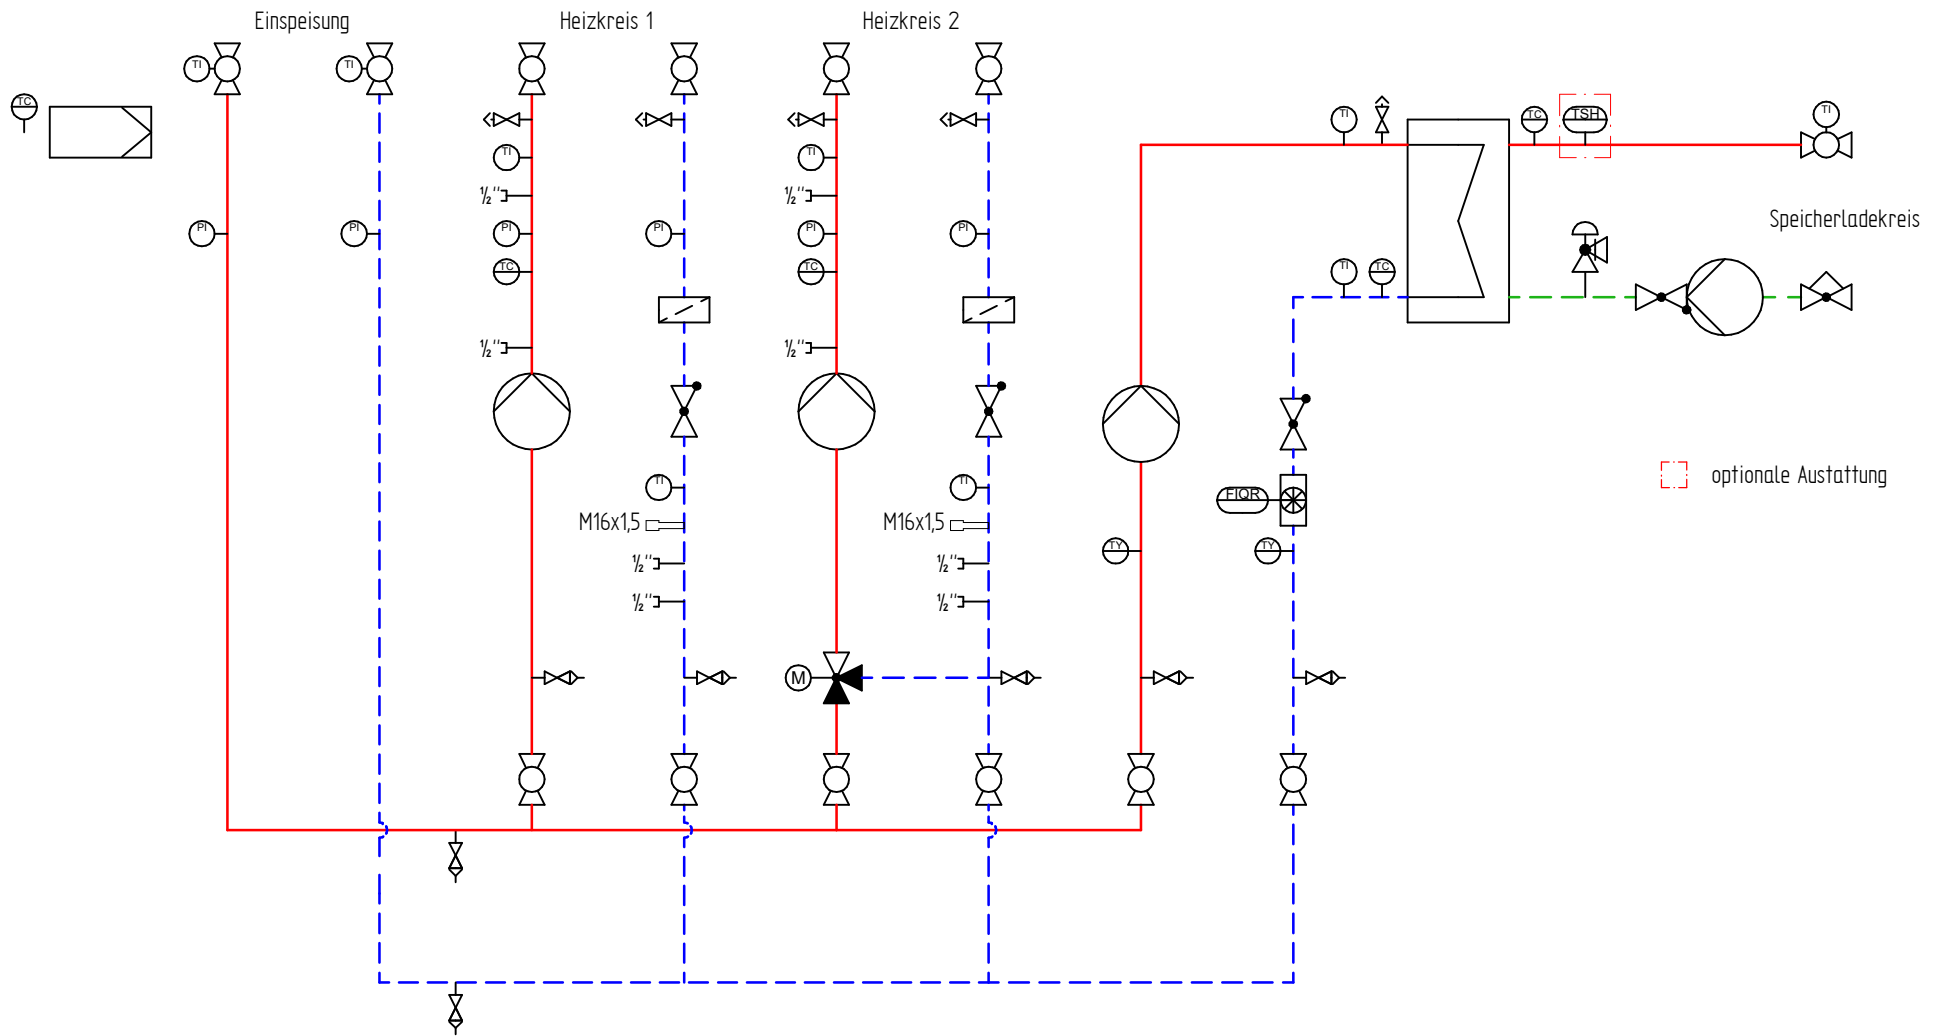 Einspeisung
Heizkreis 1
Heizkreis 2
TI
TI
TC
TI
TI
TI
TC
TSH
TI
½"
½"
PI
PI
PI
PI
PI
PI
Speicherladekreis
TC
TC
TI
TC
½"
½"
TI
TI
optionale Austattung
FIQR
M16x1,5
M16x1,5
TY
TY
½"
½"
½"
½"
M